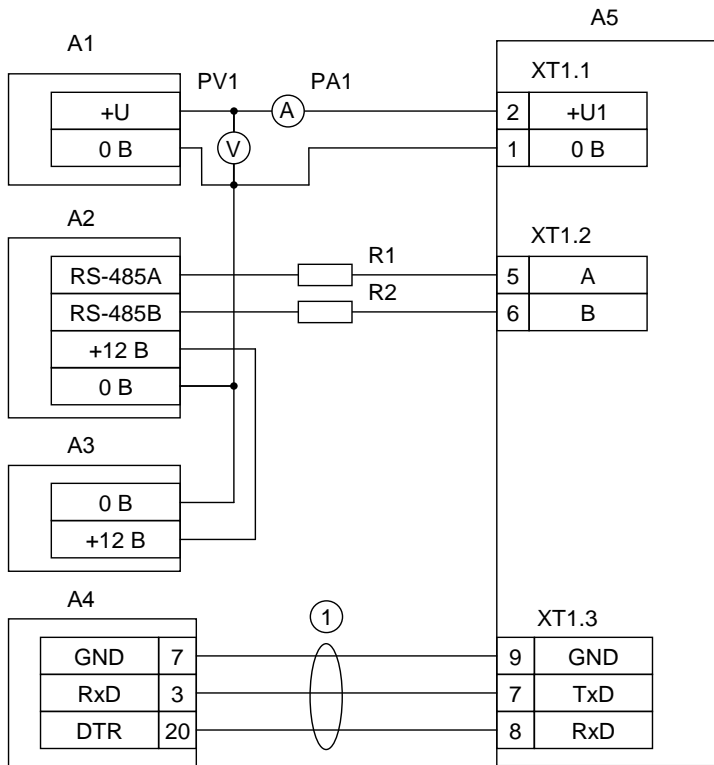 A5
A1
PV1 PA1 XT1.1
+U A 2 +U1
0 В V 1 0 В
A2
XT1.2
RS-485A R1 5 A
RS-485B R2 6 B
+12 В
0 В
A3
0 В
+12 В
A4
1
XT1.3
GND 7 9 GND
RxD 3 7 TxD
DTR 20 8 RxD